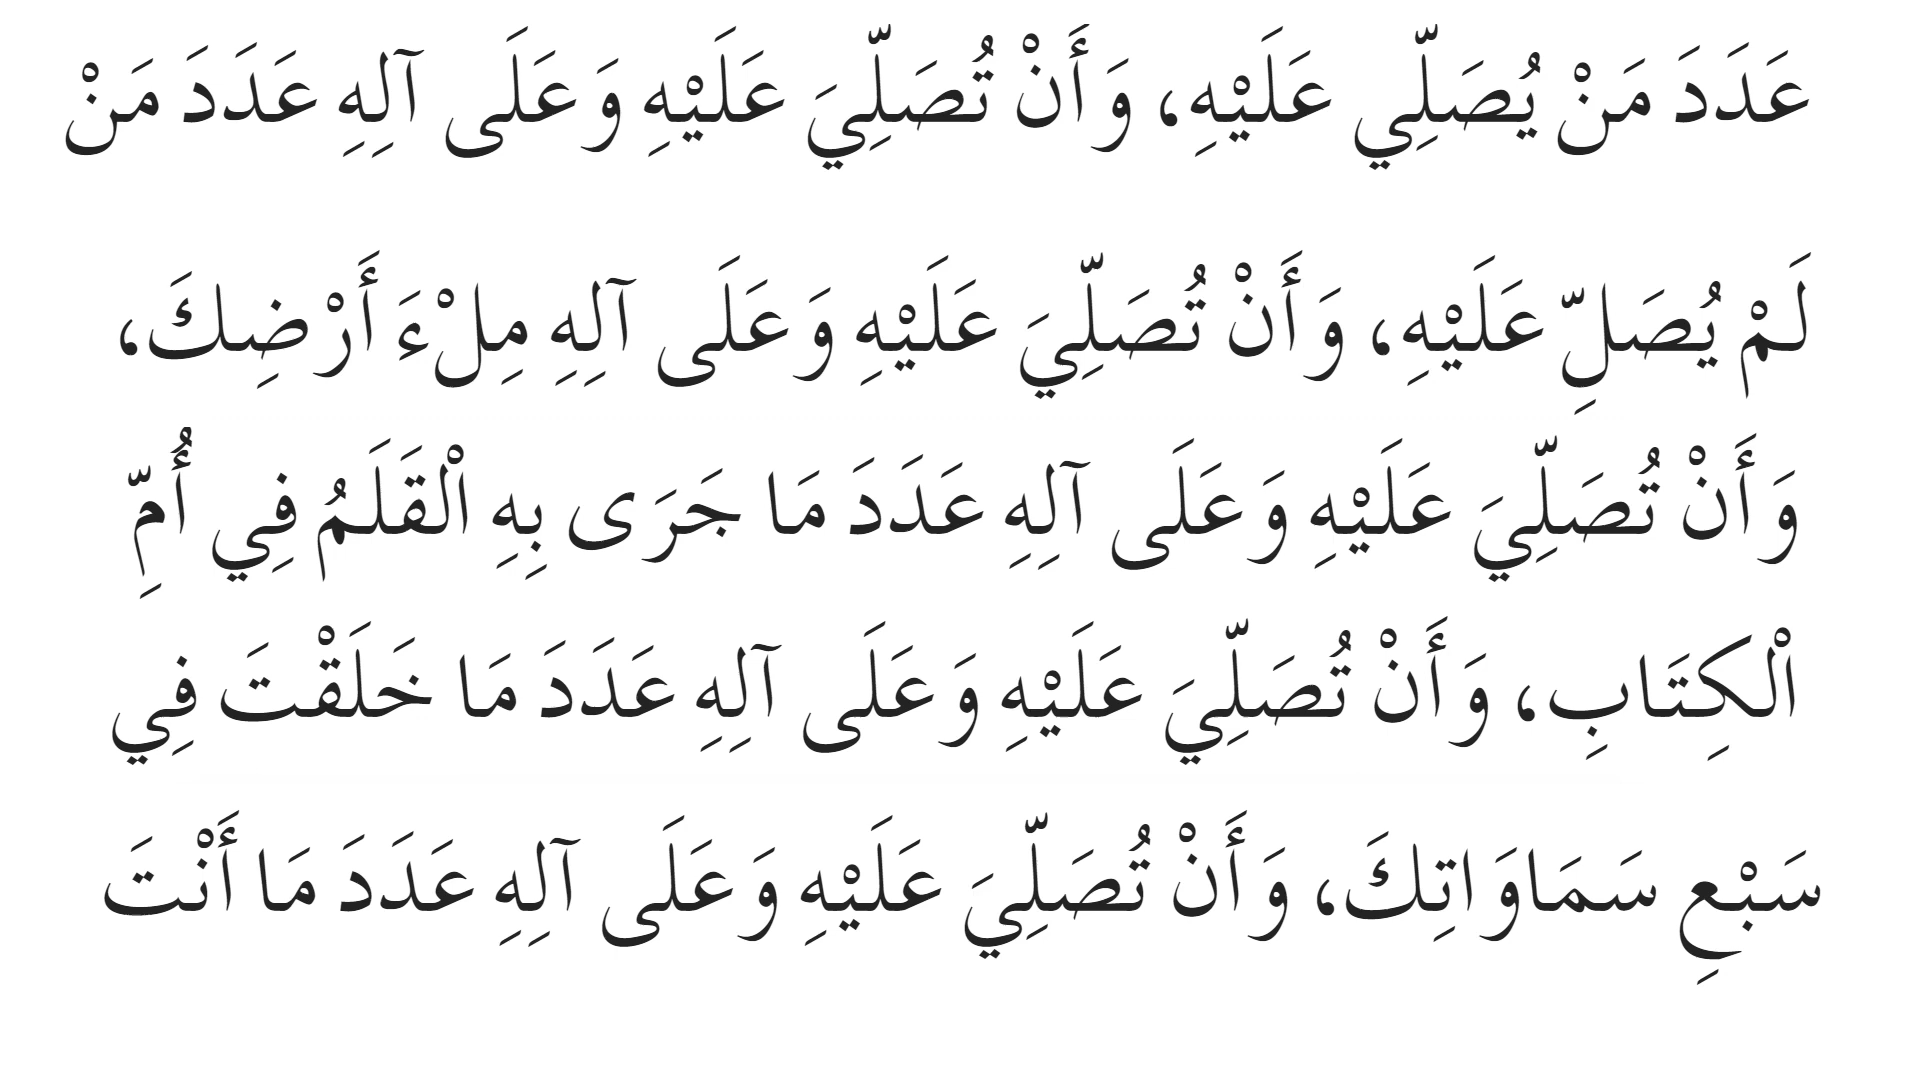 عَدَدَ مَنْ يُصَلِّي عَلَيْهِ، وَأَنْ تُصَلِّيَ عَلَيْهِ وَعَلَى آلِهِ عَدَدَ مَنْ
لَمْ يُصَلِّ عَلَيْهِ، وَأَنْ تُصَلِّيَ عَلَيْهِ وَعَلَى آلِهِ مِلْءَ أَرْضِكَ،
وَأَنْ تُصَلِّيَ عَلَيْهِ وَعَلَى آلِهِ عَدَدَ مَا جَرَى بِهِ الْقَلَمُ فِي أُمِّ
الْكِتَابِ، وَأَنْ تُصَلِّيَ عَلَيْهِ وَعَلَى آلِهِ عَدَدَ مَا خَلَقْتَ فِي
سَبْعِ سَمَاوَاتِكَ، وَأَنْ تُصَلِّيَ عَلَيْهِ وَعَلَى آلِهِ عَدَدَ مَا أَنْتَ